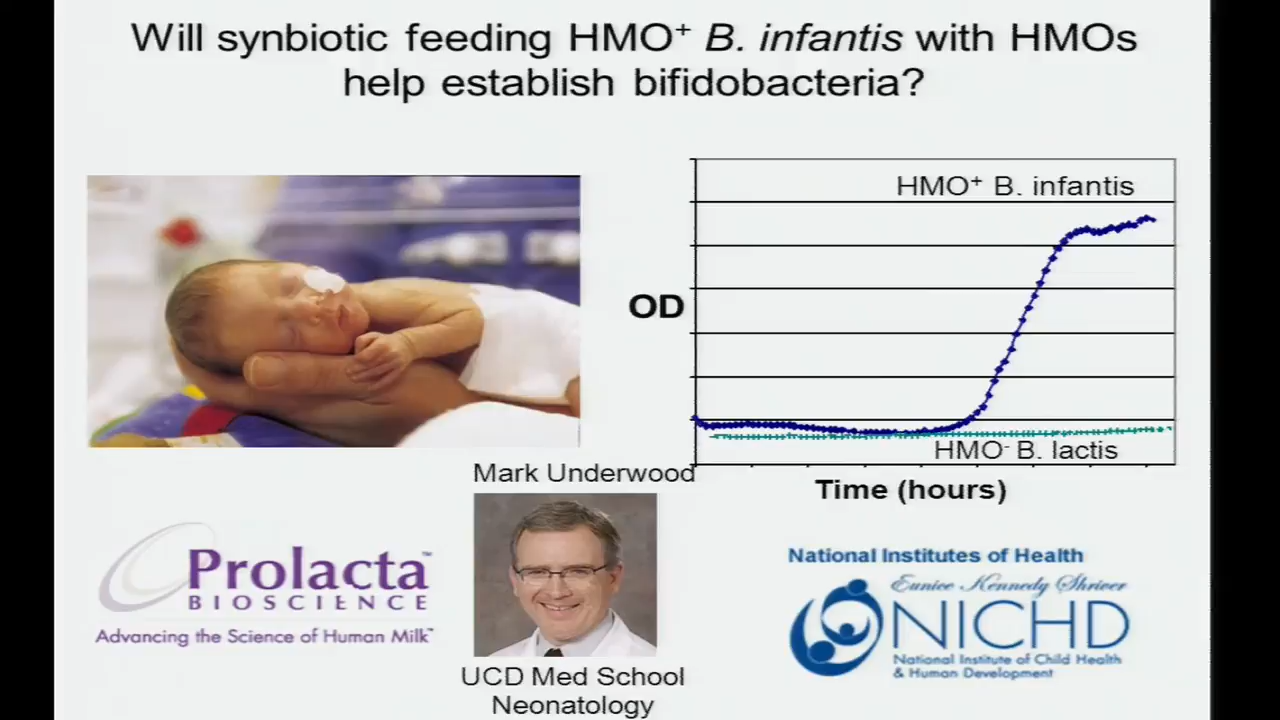 Will synbiotic feeding HMO⁺ B. infantis with HMOs
help establish bifidobacteria?
HMO⁺ B. infantis
OD
HMO⁻ B. lactis
Time (hours)
Mark Underwood
UCD Med School
Neonatology
Prolacta™
BIOSCIENCE
Advancing the Science of Human Milk™
National Institutes of Health
Eunice Kennedy Shriver
NICHD
National Institute of Child Health
& Human Development